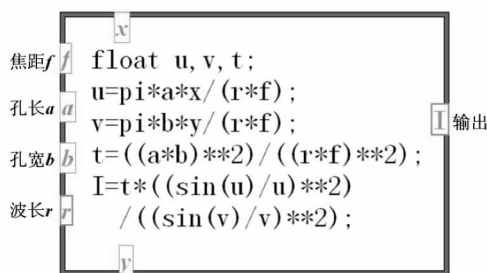 x
焦距f f float u,v,t;
u=pi*a*x/(r*f);
孔长a a
v=pi*b*y/(r*f);
I 输出
孔宽b b t=((a*b)**2)/((r*f)**2);
I=t*((sin(u)/u)**2)
波长r r /((sin(v)/v)**2);
y